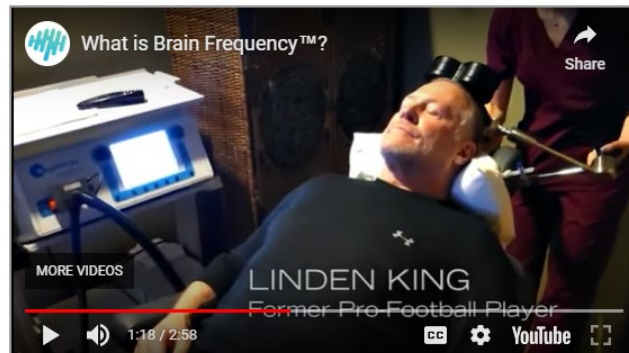 What is Brain Frequency™?
Share
MORE VIDEOS
LINDEN KING
Former Pro-Football Player
1:18 / 2:58
CC
YouTube